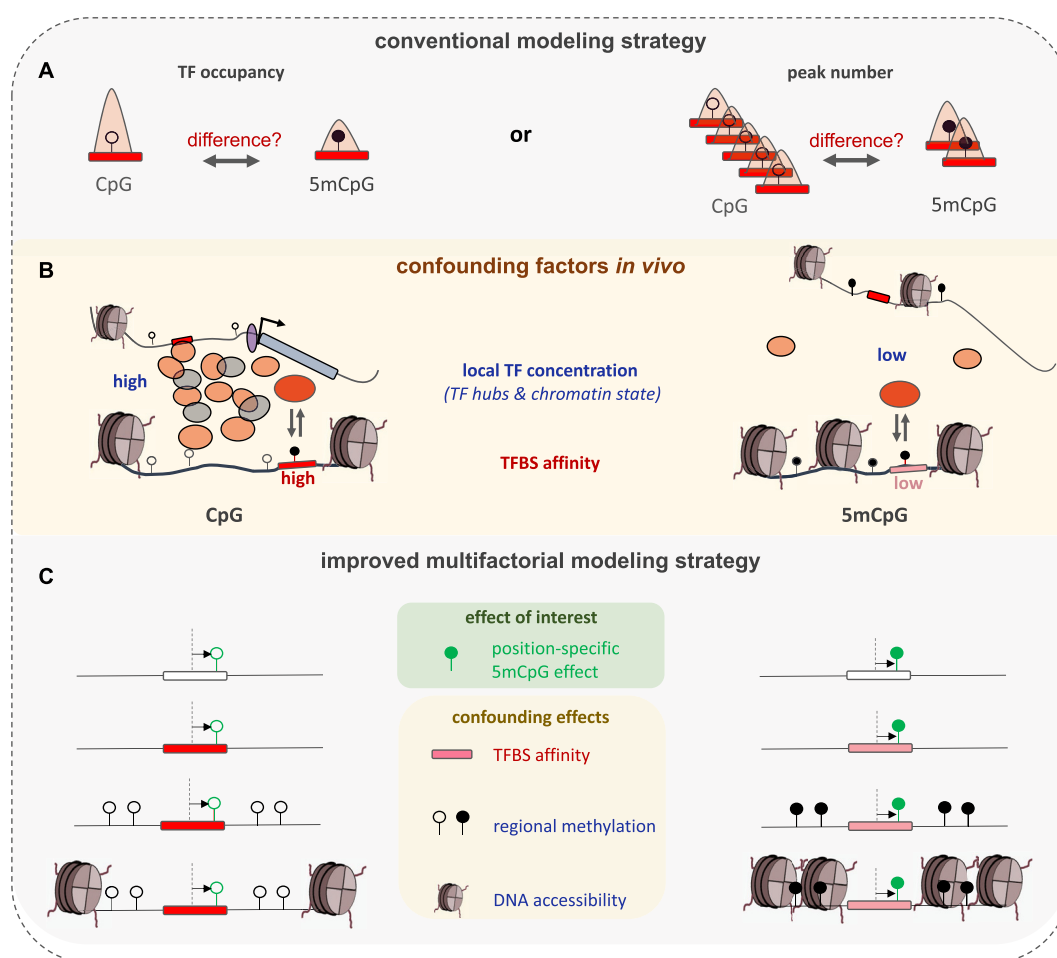 conventional modeling strategy
A
TF occupancy
peak number
difference?
or
difference?
CpG
5mCpG
CpG
5mCpG
B
confounding factors in vivo
high
local TF concentration
(TF hubs & chromatin state)
low
TFBS affinity
high
low
CpG
5mCpG
improved multifactorial modeling strategy
C
effect of interest
position-specific
5mCpG effect
confounding effects
TFBS affinity
regional methylation
DNA accessibility